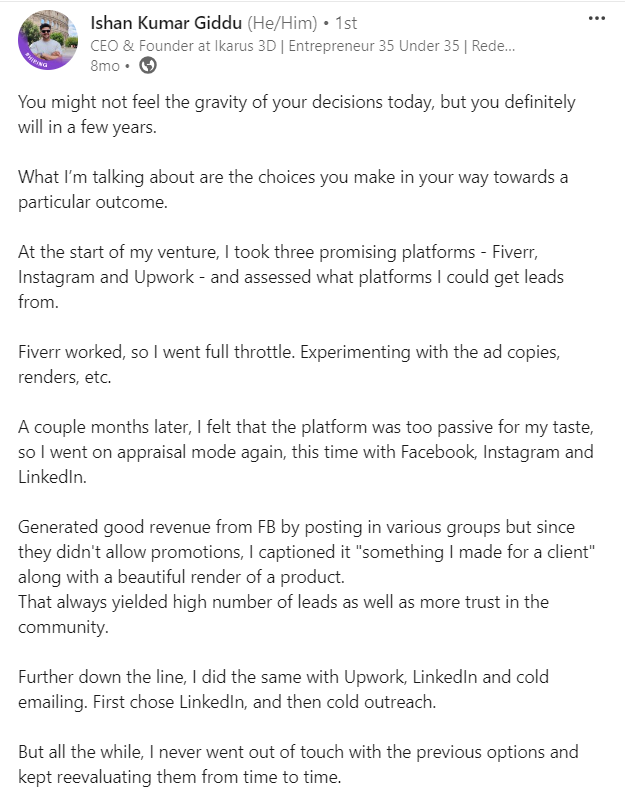 Ishan Kumar Giddu (He/Him) • 1st
CEO & Founder at Ikarus 3D | Entrepreneur 35 Under 35 | Rede...
8mo •
#HIRING
You might not feel the gravity of your decisions today, but you definitely
will in a few years.
What I’m talking about are the choices you make in your way towards a
particular outcome.
At the start of my venture, I took three promising platforms - Fiverr,
Instagram and Upwork - and assessed what platforms I could get leads
from.
Fiverr worked, so I went full throttle. Experimenting with the ad copies,
renders, etc.
A couple months later, I felt that the platform was too passive for my taste,
so I went on appraisal mode again, this time with Facebook, Instagram and
LinkedIn.
Generated good revenue from FB by posting in various groups but since
they didn't allow promotions, I captioned it "something I made for a client"
along with a beautiful render of a product.
That always yielded high number of leads as well as more trust in the
community.
Further down the line, I did the same with Upwork, LinkedIn and cold
emailing. First chose LinkedIn, and then cold outreach.
But all the while, I never went out of touch with the previous options and
kept reevaluating them from time to time.